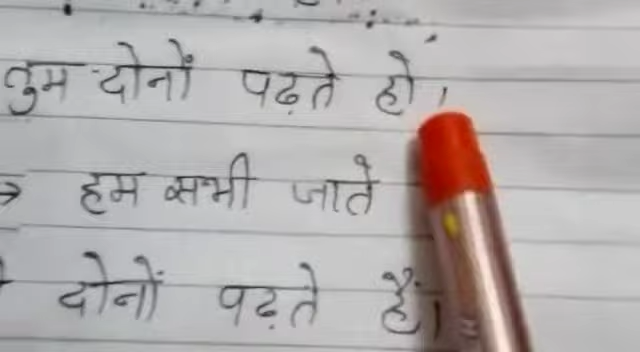 तुम दोनों पढ़ते हो।
→ हम सभी जाते
दोनों पढ़ते हैं।